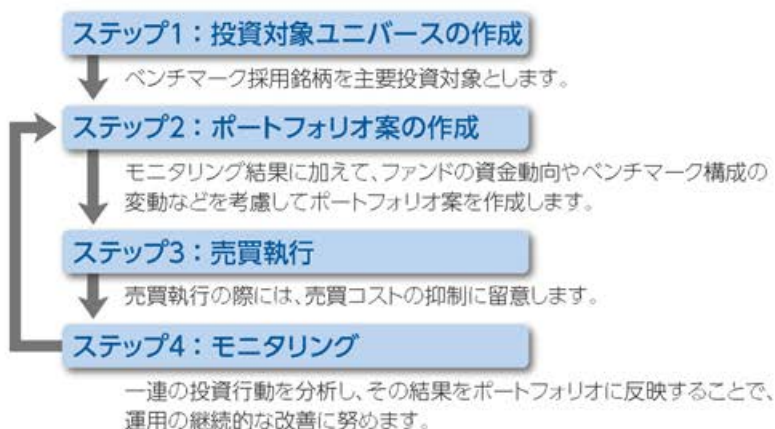 ステップ1：投資対象ユニバースの作成
ベンチマーク採用銘柄を主要投資対象とします。
ステップ2：ポートフォリオ案の作成
モニタリング結果に加えて、ファンドの資金動向やベンチマーク構成の
変動などを考慮してポートフォリオ案を作成します。
ステップ3：売買執行
売買執行の際には、売買コストの抑制に留意します。
ステップ4：モニタリング
一連の投資行動を分析し、その結果をポートフォリオに反映することで、
運用の継続的な改善に努めます。